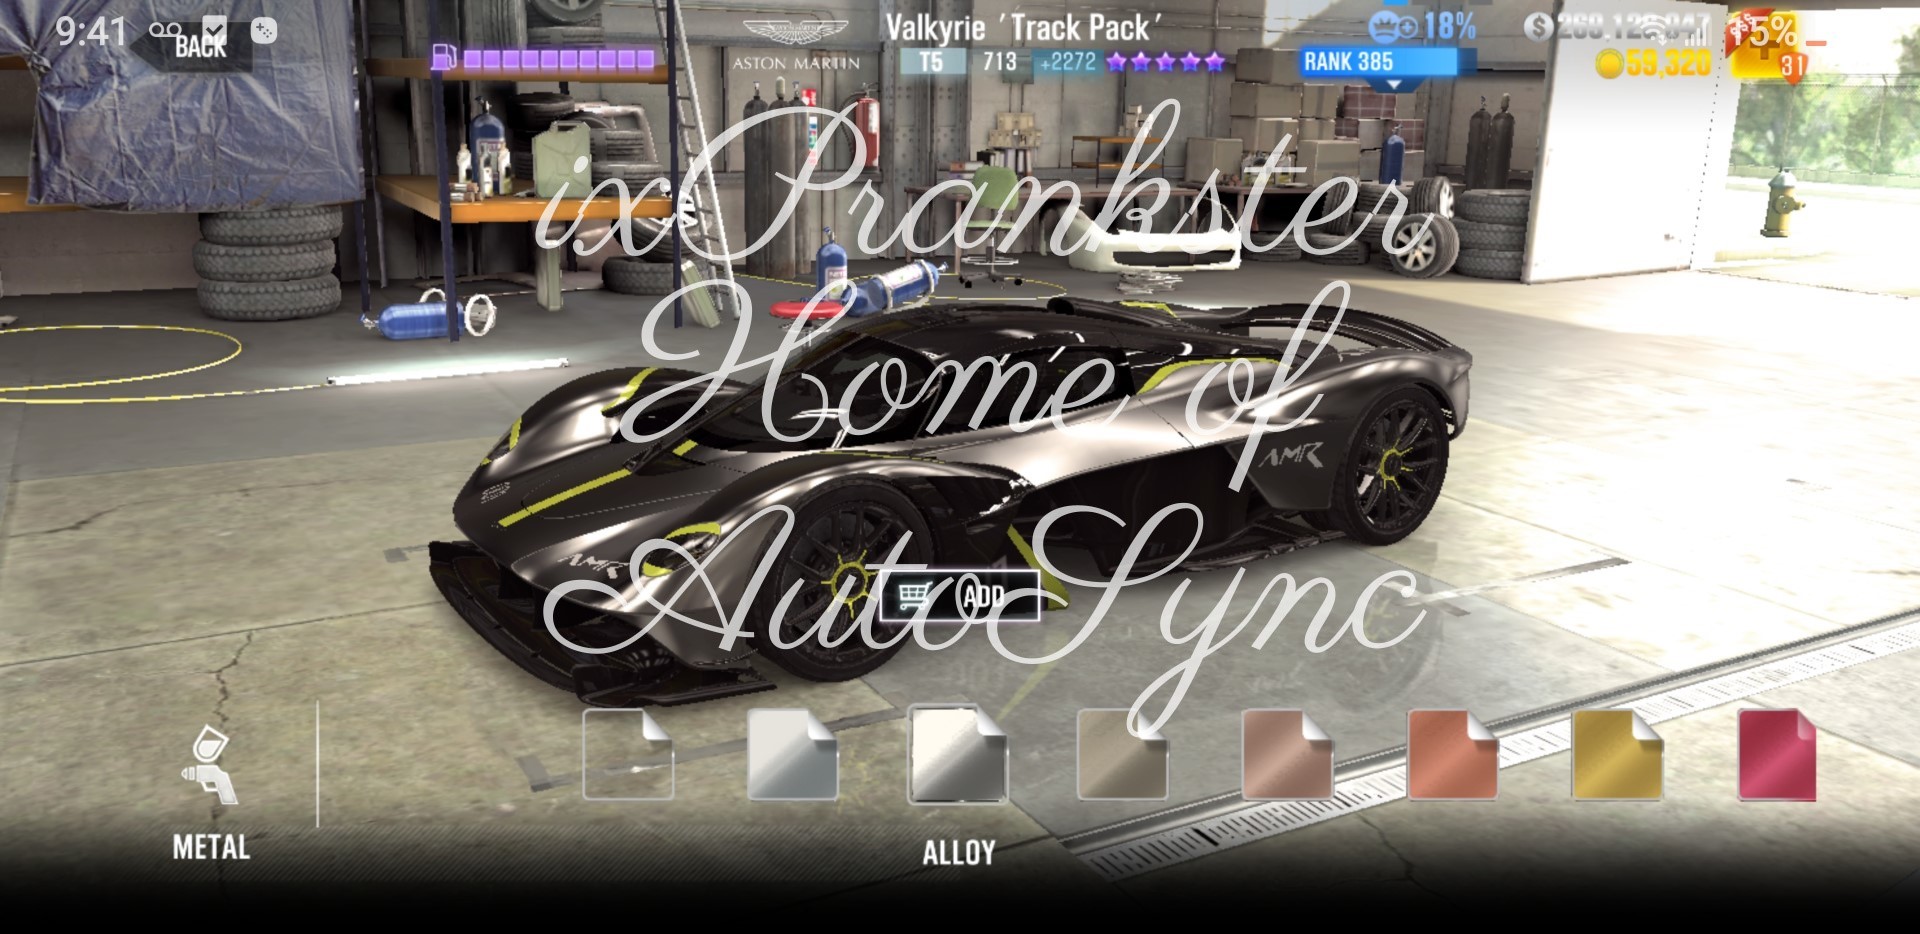 9:41
BACK
ASTON MARTIN
Valkyrie 'Track Pack'
T5 713 +2272
18%
RANK 385
59,320
5%
31
ixPrankster
Home of
AutoSync
AMR
AMR
ADD
METAL
ALLOY